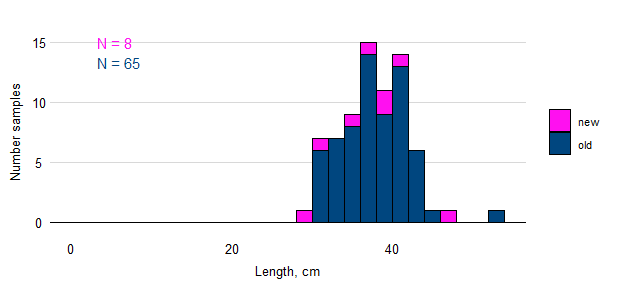 N = 8
N = 65
15
10
5
0
Number samples
0 20 40
Length, cm
new
old